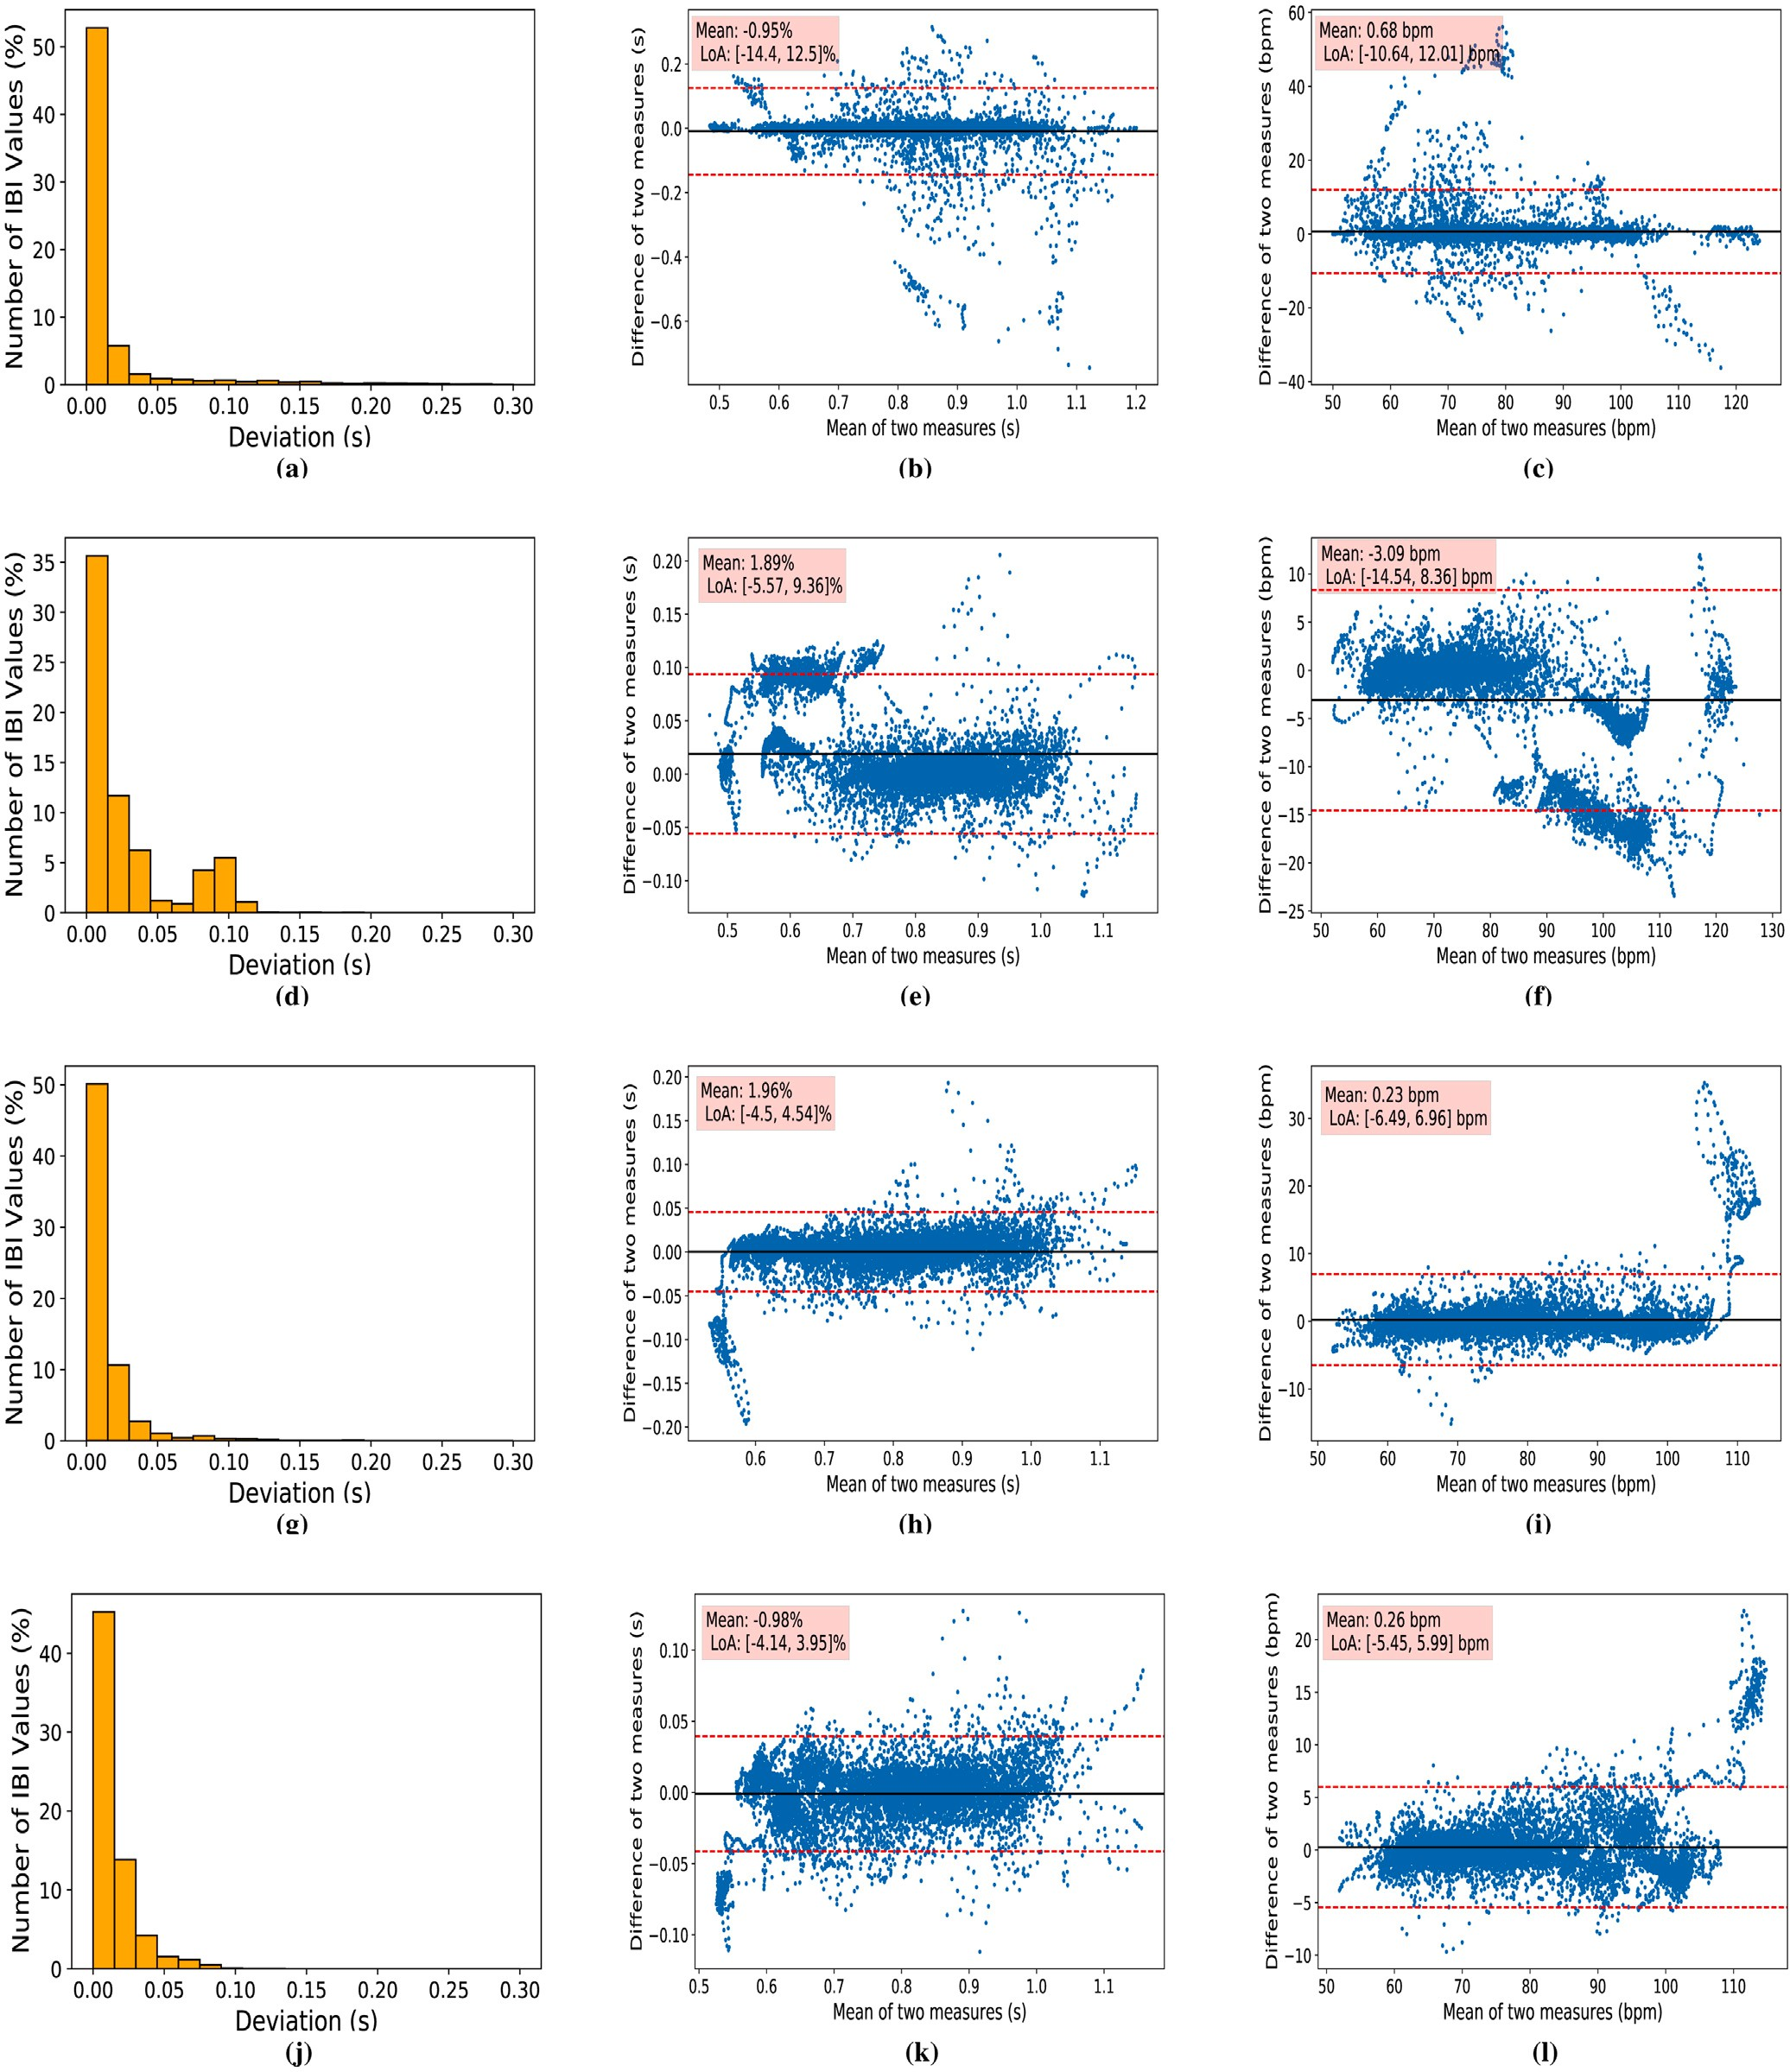 Number of IBI Values (%)
50
40
30
20
10
0
0.00 0.05 0.10 0.15 0.20 0.25 0.30
Deviation (s)
(a)
Difference of two measures (s)
Mean: -0.95%
LoA: [-14.4, 12.5]%
0.2
0.0
−0.2
−0.4
−0.6
0.5 0.6 0.7 0.8 0.9 1.0 1.1 1.2
Mean of two measures (s)
(b)
Difference of two measures (bpm)
Mean: 0.68 bpm
LoA: [-10.64, 12.01] bpm
60
40
20
0
−20
−40
50 60 70 80 90 100 110 120
Mean of two measures (bpm)
(c)
Number of IBI Values (%)
35
30
25
20
15
10
5
0
0.00 0.05 0.10 0.15 0.20 0.25 0.30
Deviation (s)
(d)
Difference of two measures (s)
Mean: 1.89%
LoA: [-5.57, 9.36]%
0.20
0.15
0.10
0.05
0.00
−0.05
−0.10
0.5 0.6 0.7 0.8 0.9 1.0 1.1
Mean of two measures (s)
(e)
Difference of two measures (bpm)
Mean: -3.09 bpm
LoA: [-14.54, 8.36] bpm
10
5
0
−5
−10
−15
−20
−25
50 60 70 80 90 100 110 120 130
Mean of two measures (bpm)
(f)
Number of IBI Values (%)
50
40
30
20
10
0
0.00 0.05 0.10 0.15 0.20 0.25 0.30
Deviation (s)
(g)
Difference of two measures (s)
Mean: 1.96%
LoA: [-4.5, 4.54]%
0.20
0.15
0.10
0.05
0.00
−0.05
−0.10
−0.15
−0.20
0.6 0.7 0.8 0.9 1.0 1.1
Mean of two measures (s)
(h)
Difference of two measures (bpm)
Mean: 0.23 bpm
LoA: [-6.49, 6.96] bpm
30
20
10
0
−10
50 60 70 80 90 100 110
Mean of two measures (bpm)
(i)
Number of IBI Values (%)
40
30
20
10
0
0.00 0.05 0.10 0.15 0.20 0.25 0.30
Deviation (s)
(j)
Difference of two measures (s)
Mean: -0.98%
LoA: [-4.14, 3.95]%
0.10
0.05
0.00
−0.05
−0.10
0.5 0.6 0.7 0.8 0.9 1.0 1.1
Mean of two measures (s)
(k)
Difference of two measures (bpm)
Mean: 0.26 bpm
LoA: [-5.45, 5.99] bpm
20
15
10
5
0
−5
−10
50 60 70 80 90 100 110
Mean of two measures (bpm)
(l)